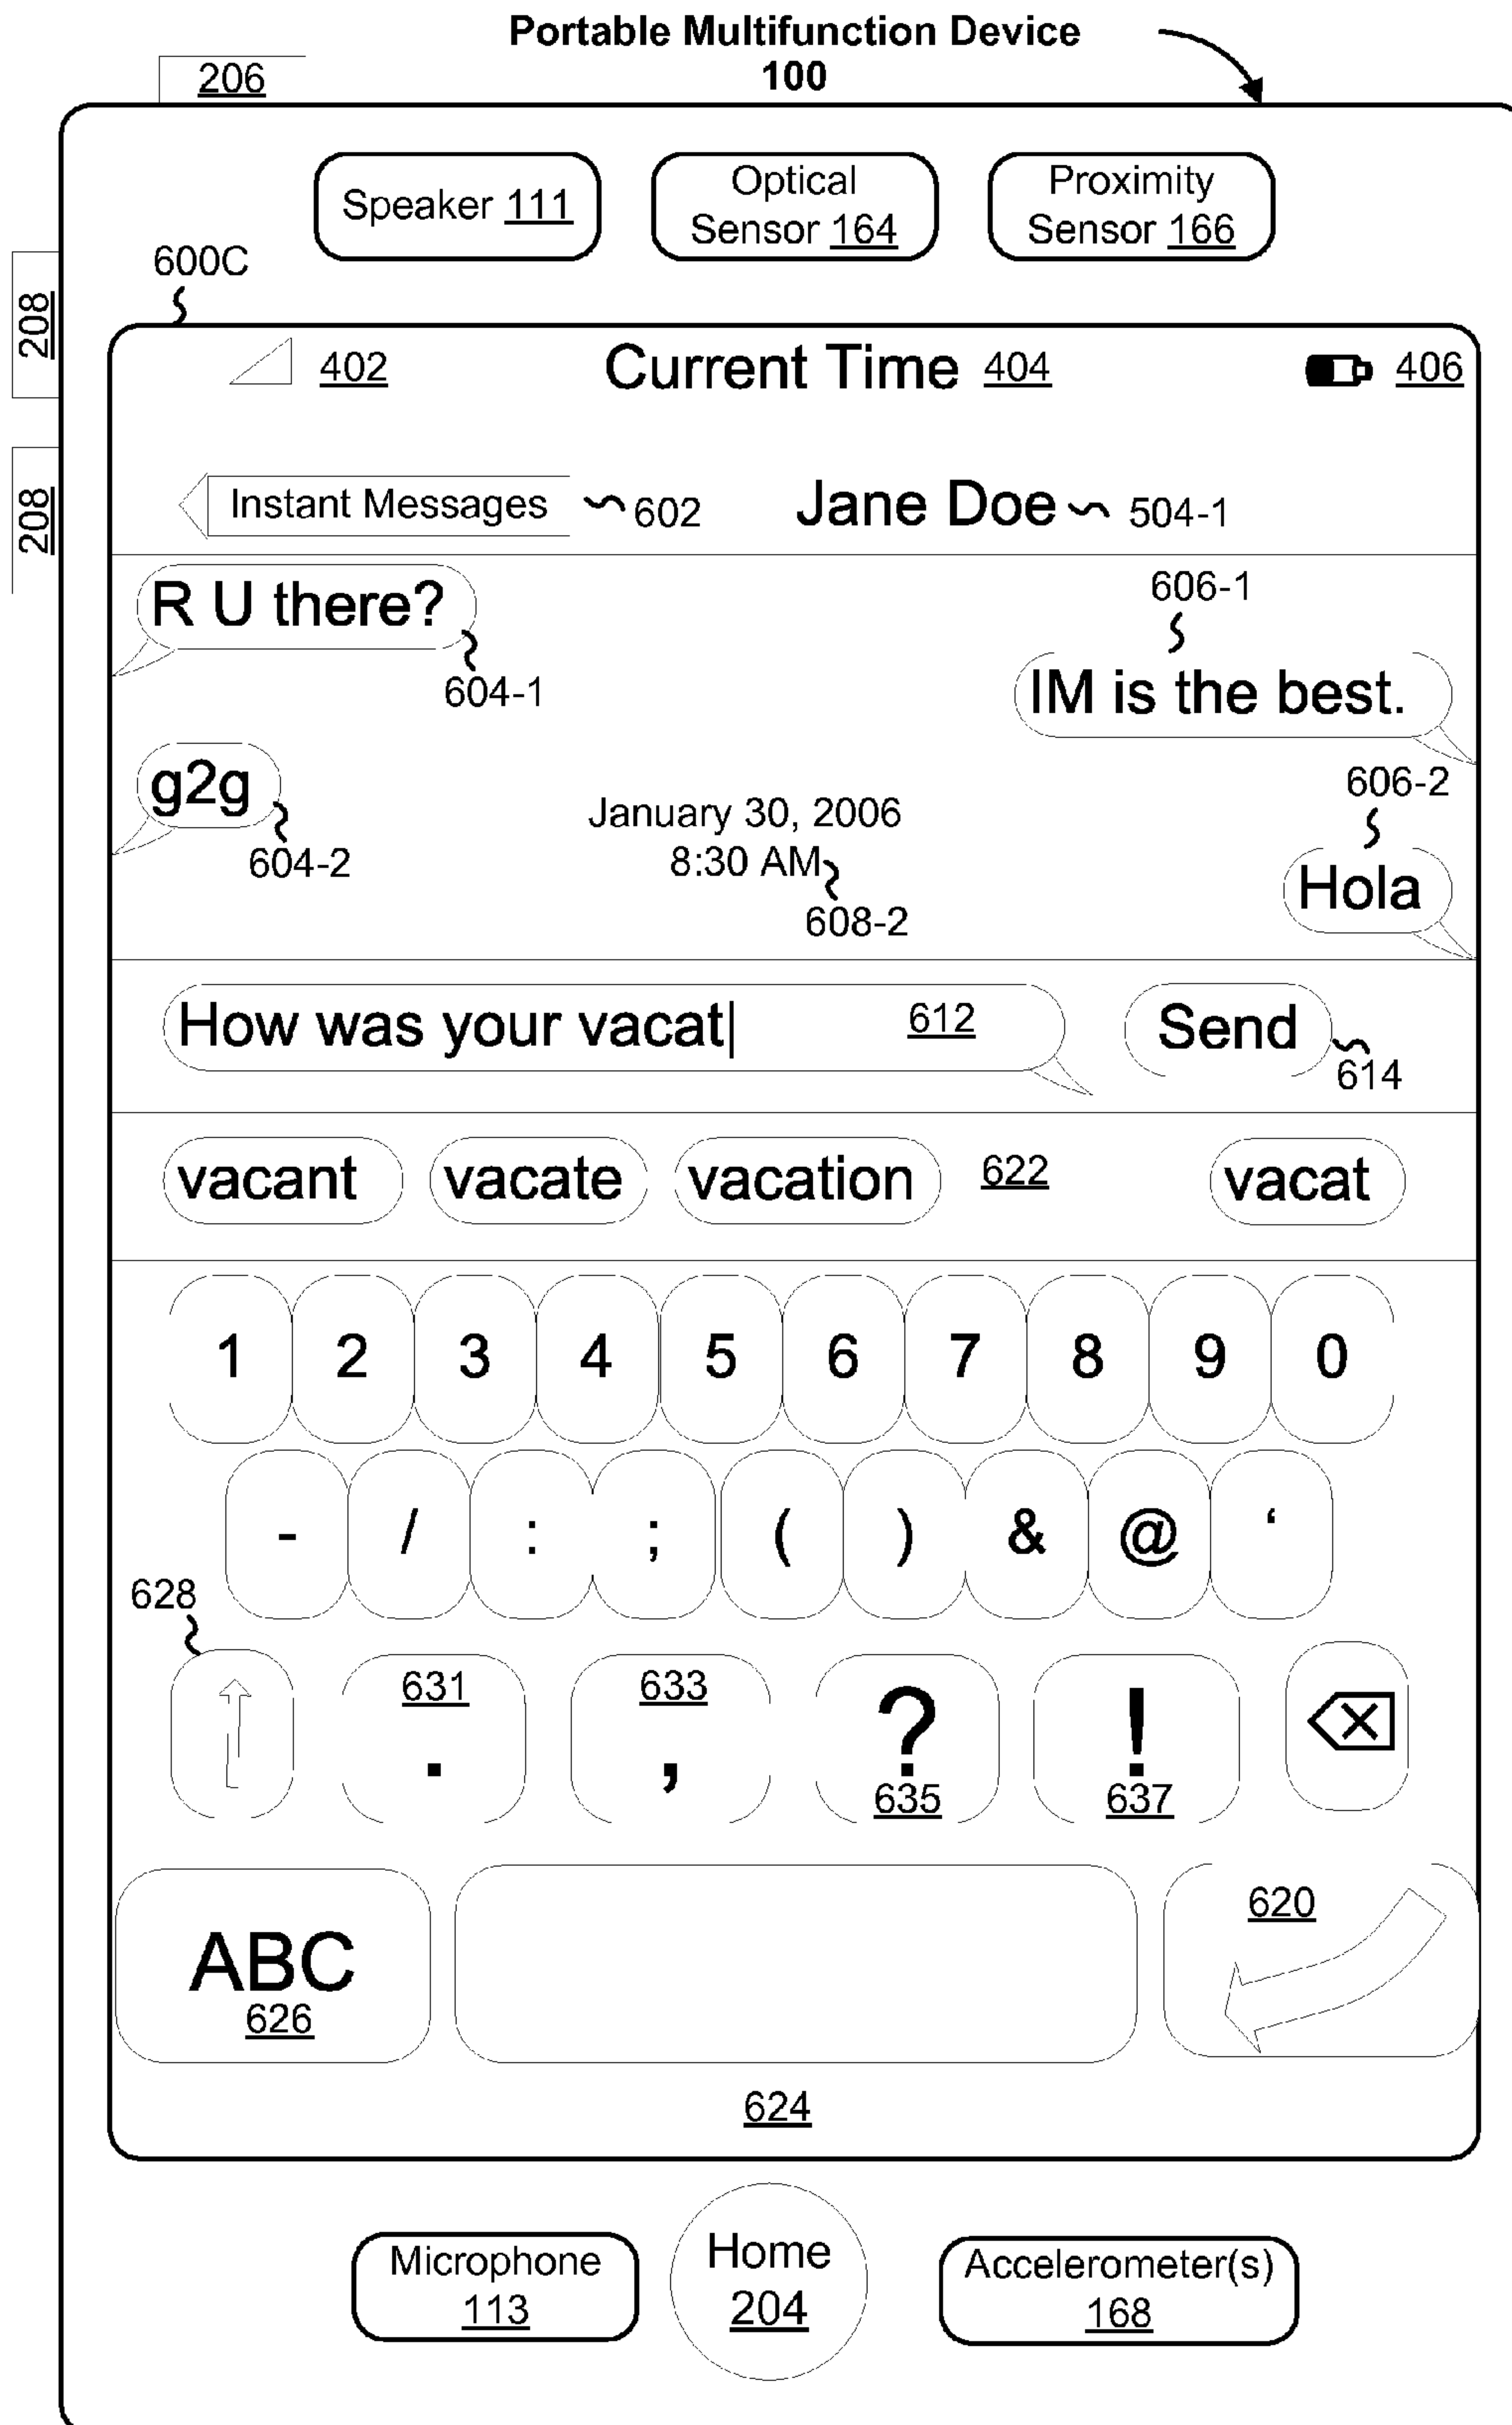 Portable Multifunction Device
100
206
Speaker 111
Optical
Sensor 164
Proximity
Sensor 166
600C
208
208
402
Current Time 404
406
Instant Messages
602
Jane Doe
504-1
R U there?
604-1
606-1
IM is the best.
g2g
604-2
January 30, 2006
8:30 AM
608-2
606-2
Hola
How was your vacat
612
Send
614
vacant
vacate
vacation
622
vacat
1 2 3 4 5 6 7 8 9 0
- / : ; ( ) & @ ‘
628
631
.
633
,
?
635
!
637
ABC
626
620
624
Microphone
113
Home
204
Accelerometer(s)
168